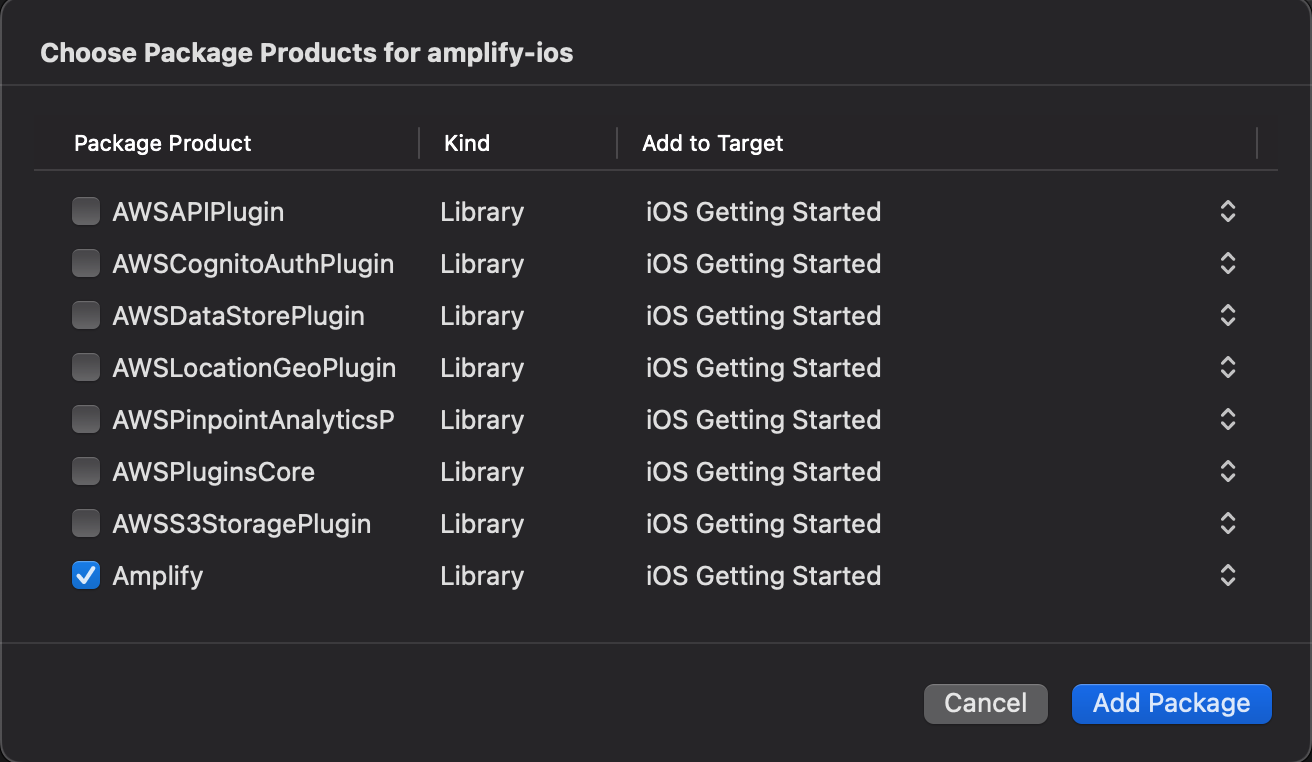 Choose Package Products for amplify-ios
Package Product Kind Add to Target
AWSAPIPlugin Library iOS Getting Started
AWSCognitoAuthPlugin Library iOS Getting Started
AWSDataStorePlugin Library iOS Getting Started
AWSLocationGeoPlugin Library iOS Getting Started
AWSPinpointAnalyticsP Library iOS Getting Started
AWSPluginsCore Library iOS Getting Started
AWSS3StoragePlugin Library iOS Getting Started
Amplify Library iOS Getting Started
Cancel Add Package